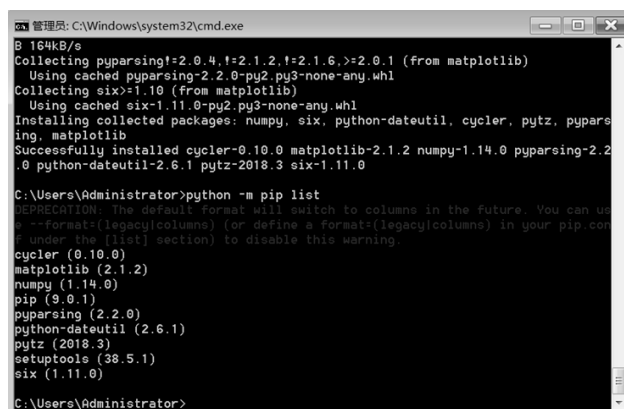 管理员: C:\Windows\system32\cmd.exe
B 164kB/s
Collecting pyparsing!=2.0.4,!=2.1.2,!=2.1.6,>=2.0.1 (from matplotlib)
  Using cached pyparsing-2.2.0-py2.py3-none-any.whl
Collecting six>=1.10 (from matplotlib)
  Using cached six-1.11.0-py2.py3-none-any.whl
Installing collected packages: numpy, six, python-dateutil, cycler, pytz, pypars
ing, matplotlib
Successfully installed cycler-0.10.0 matplotlib-2.1.2 numpy-1.14.0 pyparsing-2.2
.0 python-dateutil-2.6.1 pytz-2018.3 six-1.11.0
C:\Users\Administrator>python -m pip list
DEPRECATION: The default format will switch to columns in the future. You can us
e --format=(legacy|columns) (or define a format=(legacy|columns) in your pip.con
f under the [list] section) to disable this warning.
cycler (0.10.0)
matplotlib (2.1.2)
numpy (1.14.0)
pip (9.0.1)
pyparsing (2.2.0)
python-dateutil (2.6.1)
pytz (2018.3)
setuptools (38.5.1)
six (1.11.0)
C:\Users\Administrator>